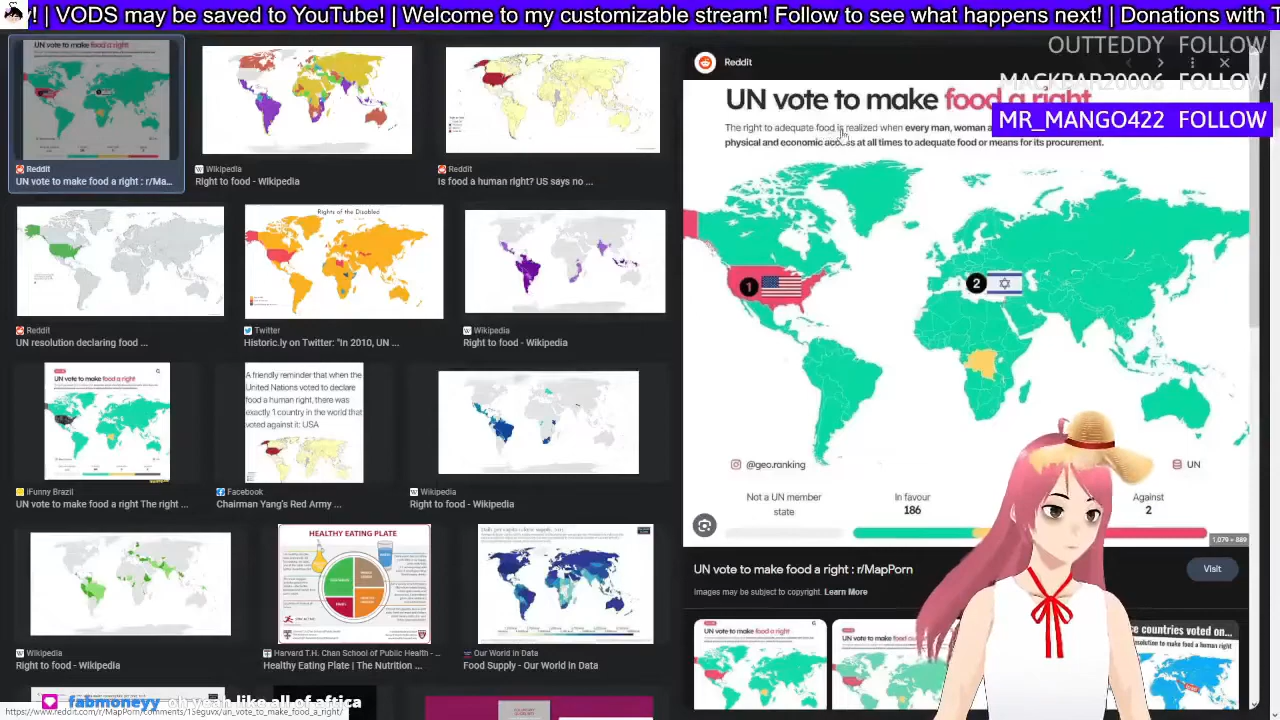 y! | VODS may be saved to YouTube! | Welcome to my customizable stream! Follow to see what happens next! | Donations with T
OUTTEDDY FOLLOW
MACKBAR20006 FOLLOW
MR_MANGO422 FOLLOW
UN vote to make food a right
Reddit
UN vote to make food a right : r/Ma...
Wikipedia
Right to food - Wikipedia
Reddit
Is food a human right? US says no ...
Reddit
UN resolution declaring food ...
Rights of the Disabled
Twitter
Historic.ly on Twitter: "In 2010, UN ...
Wikipedia
Right to food - Wikipedia
UN vote to make food a right
iFunny Brazil
UN vote to make food a right The right ...
A friendly reminder that when the
United Nations voted to declare
food a human right, there was
exactly 1 country in the world that
voted against it: USA
Facebook
Chairman Yang's Red Army ...
Wikipedia
Right to food - Wikipedia
Wikipedia
Right to food - Wikipedia
HEALTHY EATING PLATE
Harvard T.H. Chan School of Public Health - ...
Healthy Eating Plate | The Nutrition ...
Our World in Data
Food Supply - Our World in Data
Reddit
UN vote to make food a right
The right to adequate food is realized when every man, woman a
physical and economic access at all times to adequate food or means for its procurement.
1
2
@geo.ranking
UN
Not a UN member
state
In favour
186
Against
2
1,079 × 889
UN vote to make food a right : r/MapPorn
Visit
Images may be subject to copyright. Learn More
UN vote to make food a right
e countries voted on...
fabmoneyy oh yeah like all of africa